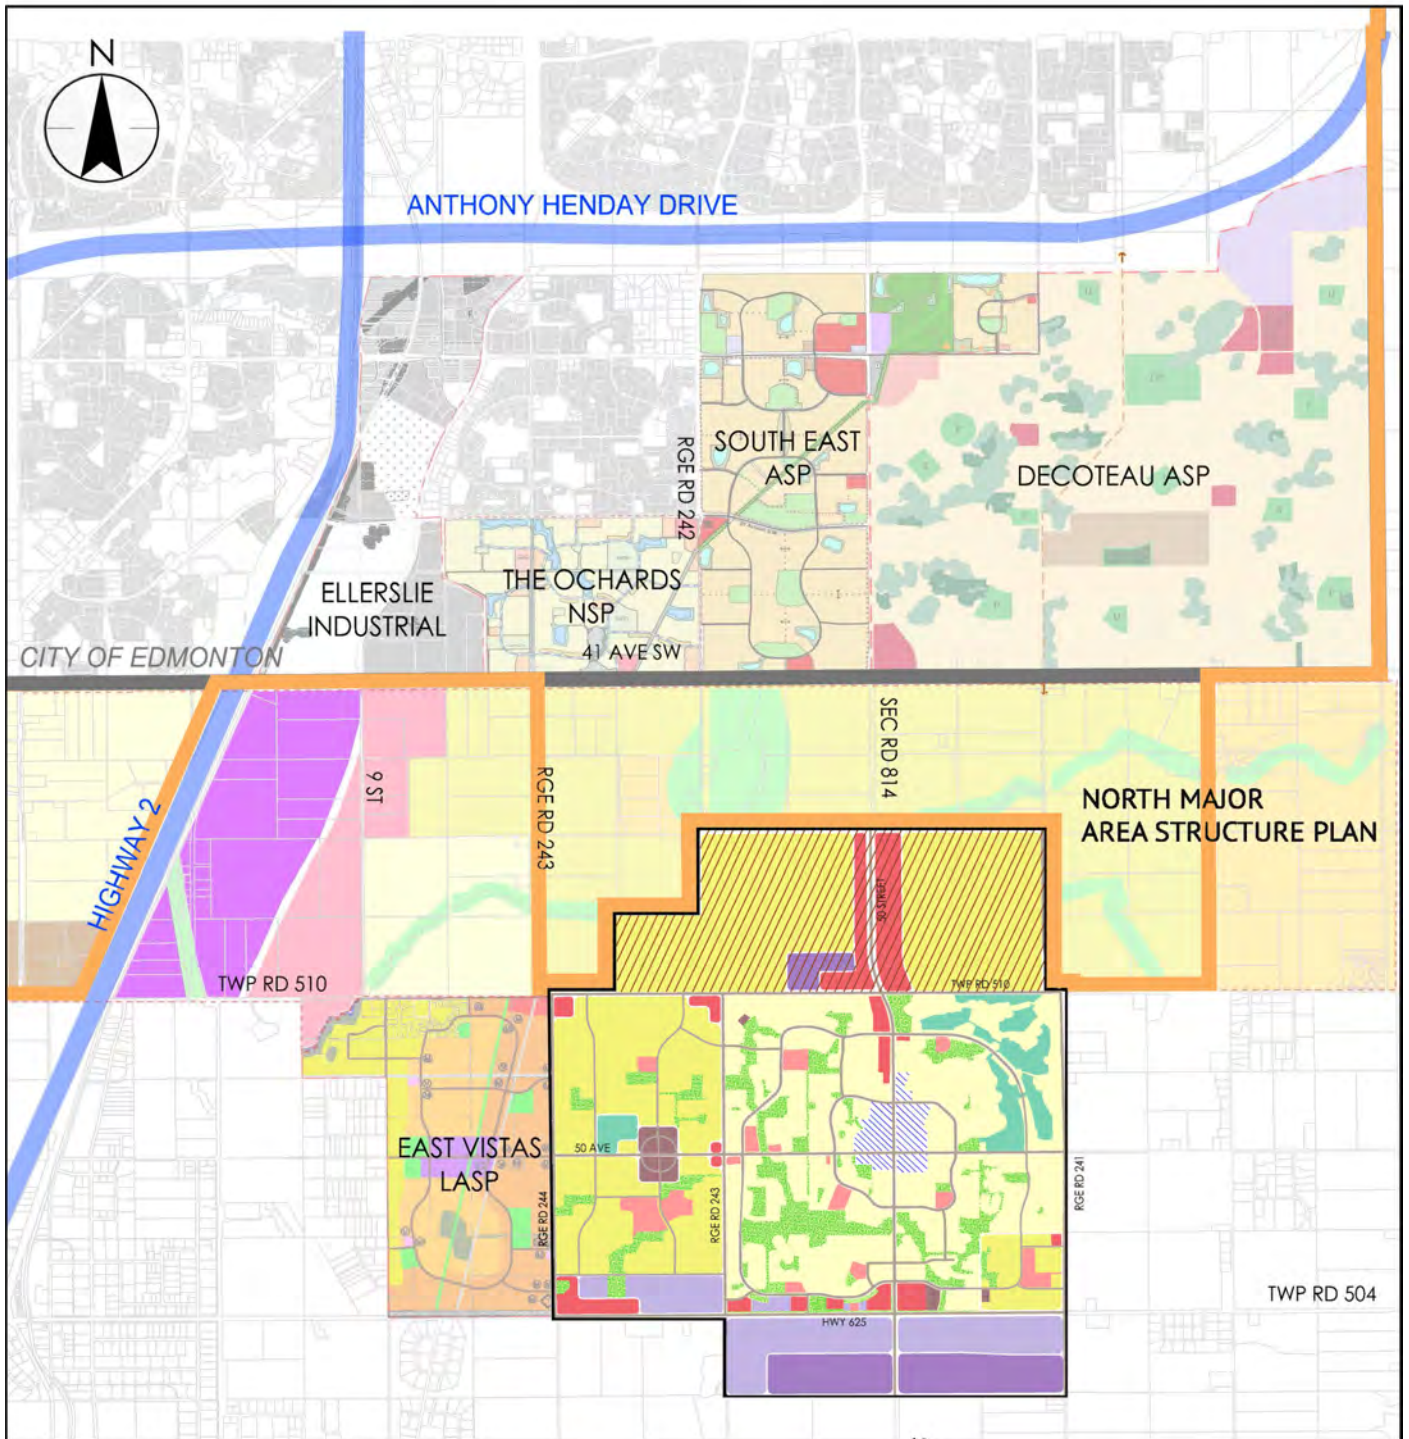 N
ANTHONY HENDAY DRIVE
RGE RD 242
SOUTH EAST
ASP
DECOTEAU ASP
THE OCHARDS
NSP
ELLERSLIE
INDUSTRIAL
41 AVE SW
CITY OF EDMONTON
SEC RD 814
9 ST
RGE RD 243
HIGHWAY 2
NORTH MAJOR
AREA STRUCTURE PLAN
50 STREET
TWP RD 510
TWP RD 510
EAST VISTAS
LASP
50 AVE
RGE RD 244
RGE RD 243
RGE RD 241
TWP RD 504
HWY 625